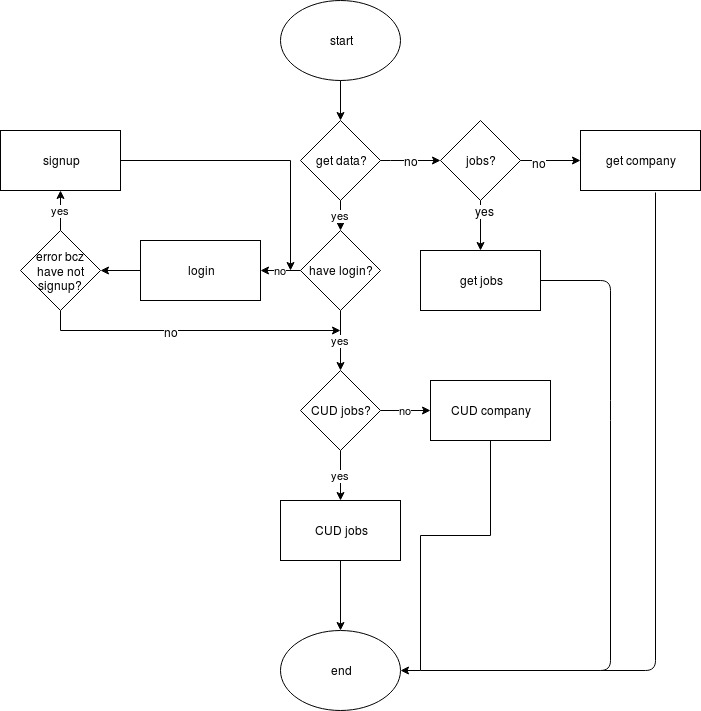 start
signup
get data?
no
jobs?
no
get company
yes
yes
yes
error bcz
have not
signup?
login
no
have login?
get jobs
no
yes
CUD jobs?
no
CUD company
yes
CUD jobs
end